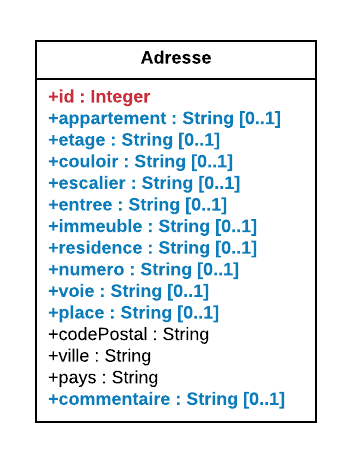 Adresse
+id : Integer
+appartement : String [0..1]
+etage : String [0..1]
+couloir : String [0..1]
+escalier : String [0..1]
+entree : String [0..1]
+immeuble : String [0..1]
+residence : String [0..1]
+numero : String [0..1]
+voie : String [0..1]
+place : String [0..1]
+codePostal : String
+ville : String
+pays : String
+commentaire : String [0..1]